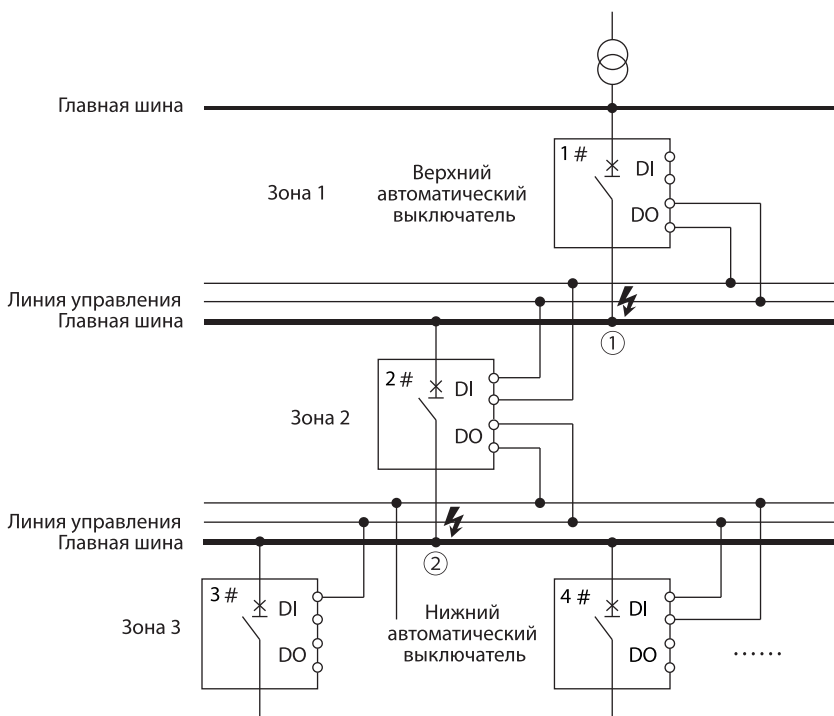 Главная шина
1 #
DI
DO
Зона 1
Верхний
автоматический
выключатель
Линия управления
Главная шина
1
2 #
DI
DO
Зона 2
Линия управления
Главная шина
2
3 #
DI
DO
Зона 3
Нижний
автоматический
выключатель
4 #
DI
DO
......